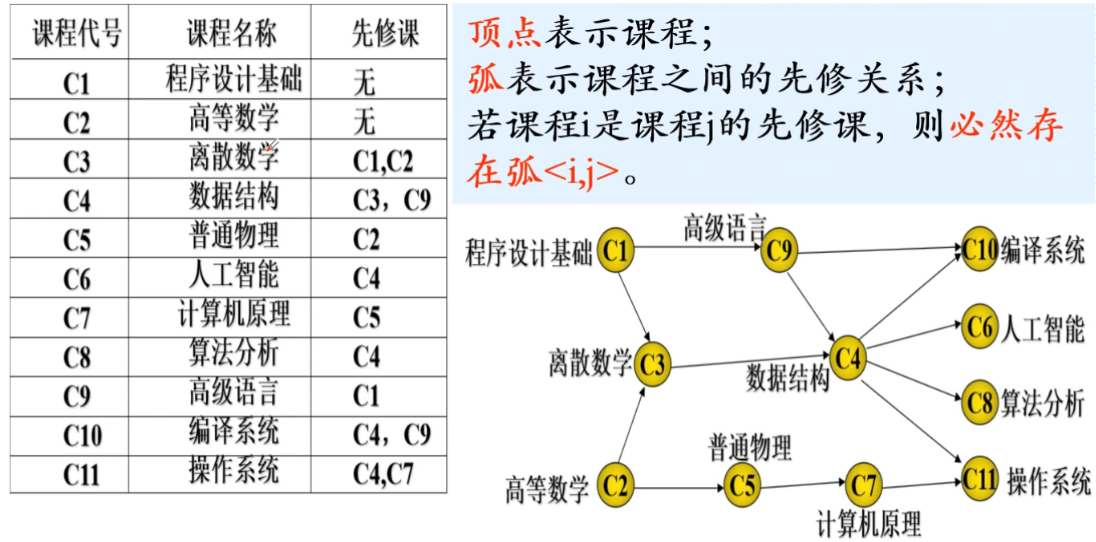 课程代号 课程名称 先修课
C1 程序设计基础 无
C2 高等数学 无
C3 离散数学 C1,C2
C4 数据结构 C3，C9
C5 普通物理 C2
C6 人工智能 C4
C7 计算机原理 C5
C8 算法分析 C4
C9 高级语言 C1
C10 编译系统 C4，C9
C11 操作系统 C4,C7
顶点表示课程；
弧表示课程之间的先修关系；
若课程i是课程j的先修课，则必然存
在弧<i,j>。
高级语言
程序设计基础 C1 C9 C10 编译系统
C6 人工智能
离散数学 C3 C4
数据结构
C8 算法分析
普通物理
高等数学 C2 C5 C7 C11 操作系统
计算机原理